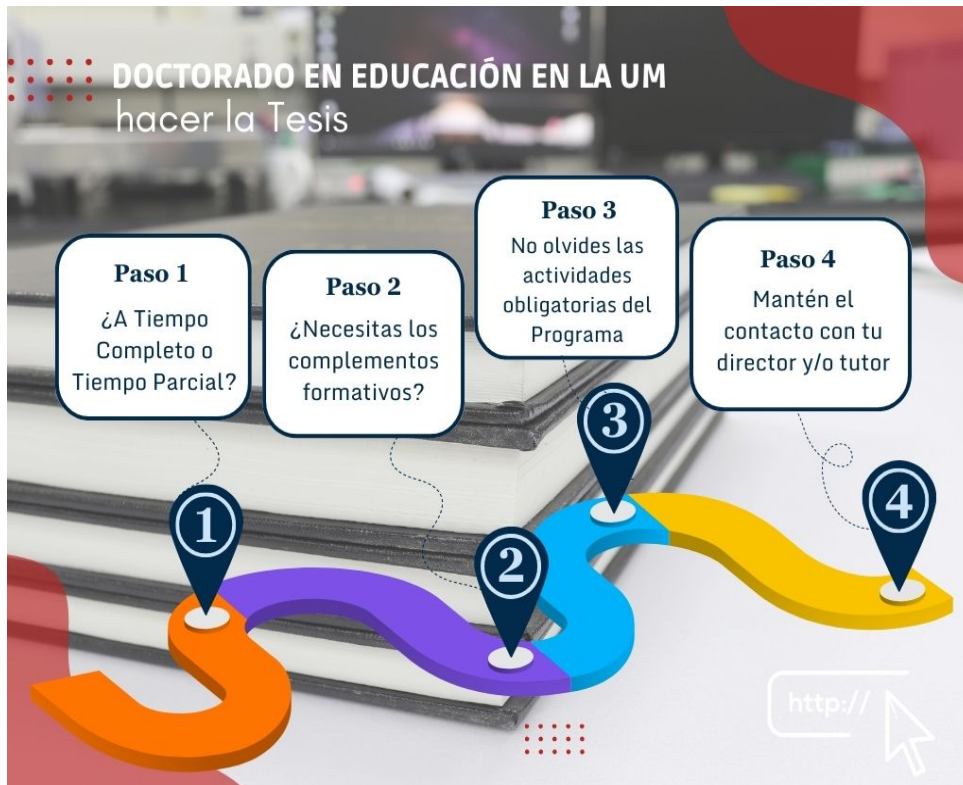 DOCTORADO EN EDUCACIÓN EN LA UM
hacer la Tesis
Paso 1
¿A Tiempo
Completo o
Tiempo Parcial?
Paso 2
¿Necesitas los
complementos
formativos?
Paso 3
No olvides las
actividades
obligatorias del
Programa
Paso 4
Mantén el
contacto con tu
director y/o tutor
1
2
3
4
http://